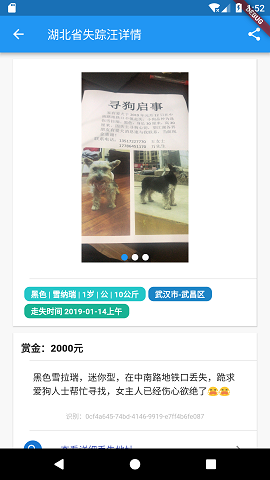 1:52
DEBUG
湖北省失踪汪详情
寻狗启事
黑色 | 雪纳瑞 | 1岁 | 公 | 10公斤
武汉市-武昌区
走失时间 2019-01-14上午
赏金：2000元
黑色雪拉瑞，迷你型，在中南路地铁口丢失，跪求
爱狗人士帮忙寻找，女主人已经伤心欲绝了😫😫
识别：0cf4a645-74bd-4146-9919-e7ff4b6fe087